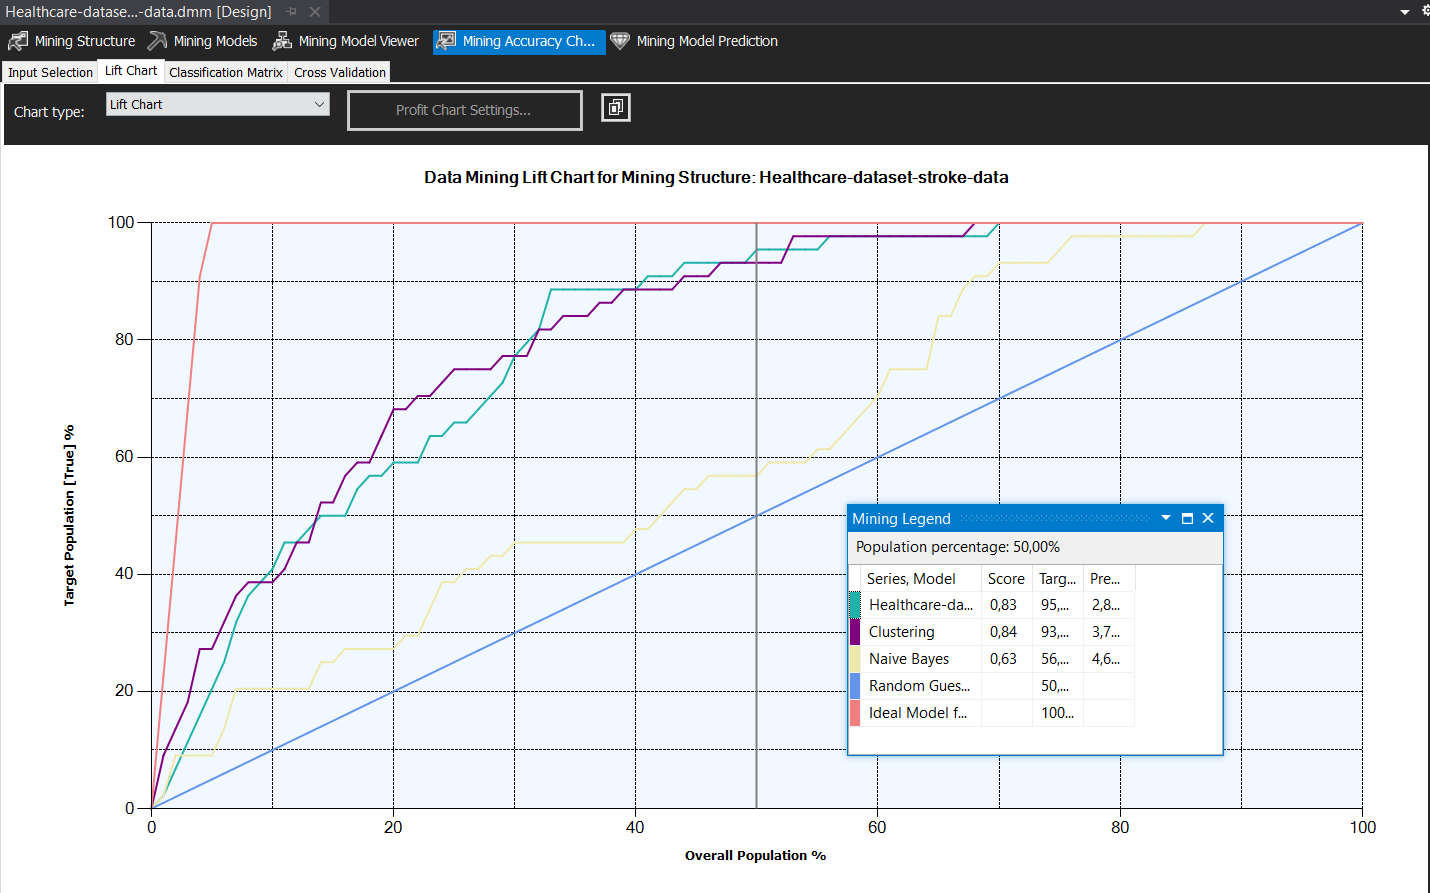 Healthcare-datase...-data.dmm [Design]
Mining Structure Mining Models Mining Model Viewer Mining Accuracy Ch... Mining Model Prediction
Input Selection Lift Chart Classification Matrix Cross Validation
Chart type: Lift Chart Profit Chart Settings...
Data Mining Lift Chart for Mining Structure: Healthcare-dataset-stroke-data
100
80
60
40
20
0
Target Population [True] %
0 20 40 60 80 100
Overall Population %
Mining Legend
Population percentage: 50,00%
Series, Model Score Targ... Pre...
Healthcare-da... 0,83 95,... 2,8...
Clustering 0,84 93,... 3,7...
Naive Bayes 0,63 56,... 4,6...
Random Gues... 50,...
Ideal Model f... 100...